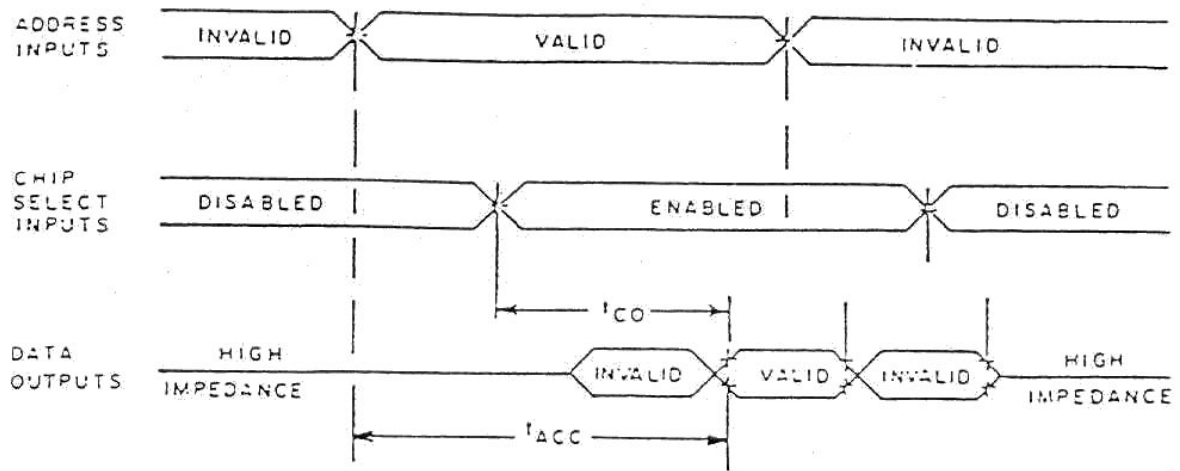 ADDRESS
INPUTS
INVALID
VALID
INVALID
CHIP
SELECT
INPUTS
DISABLED
ENABLED
DISABLED
tCO
DATA
OUTPUTS
HIGH
IMPEDANCE
INVALID
VALID
INVALID
HIGH
IMPEDANCE
tACC